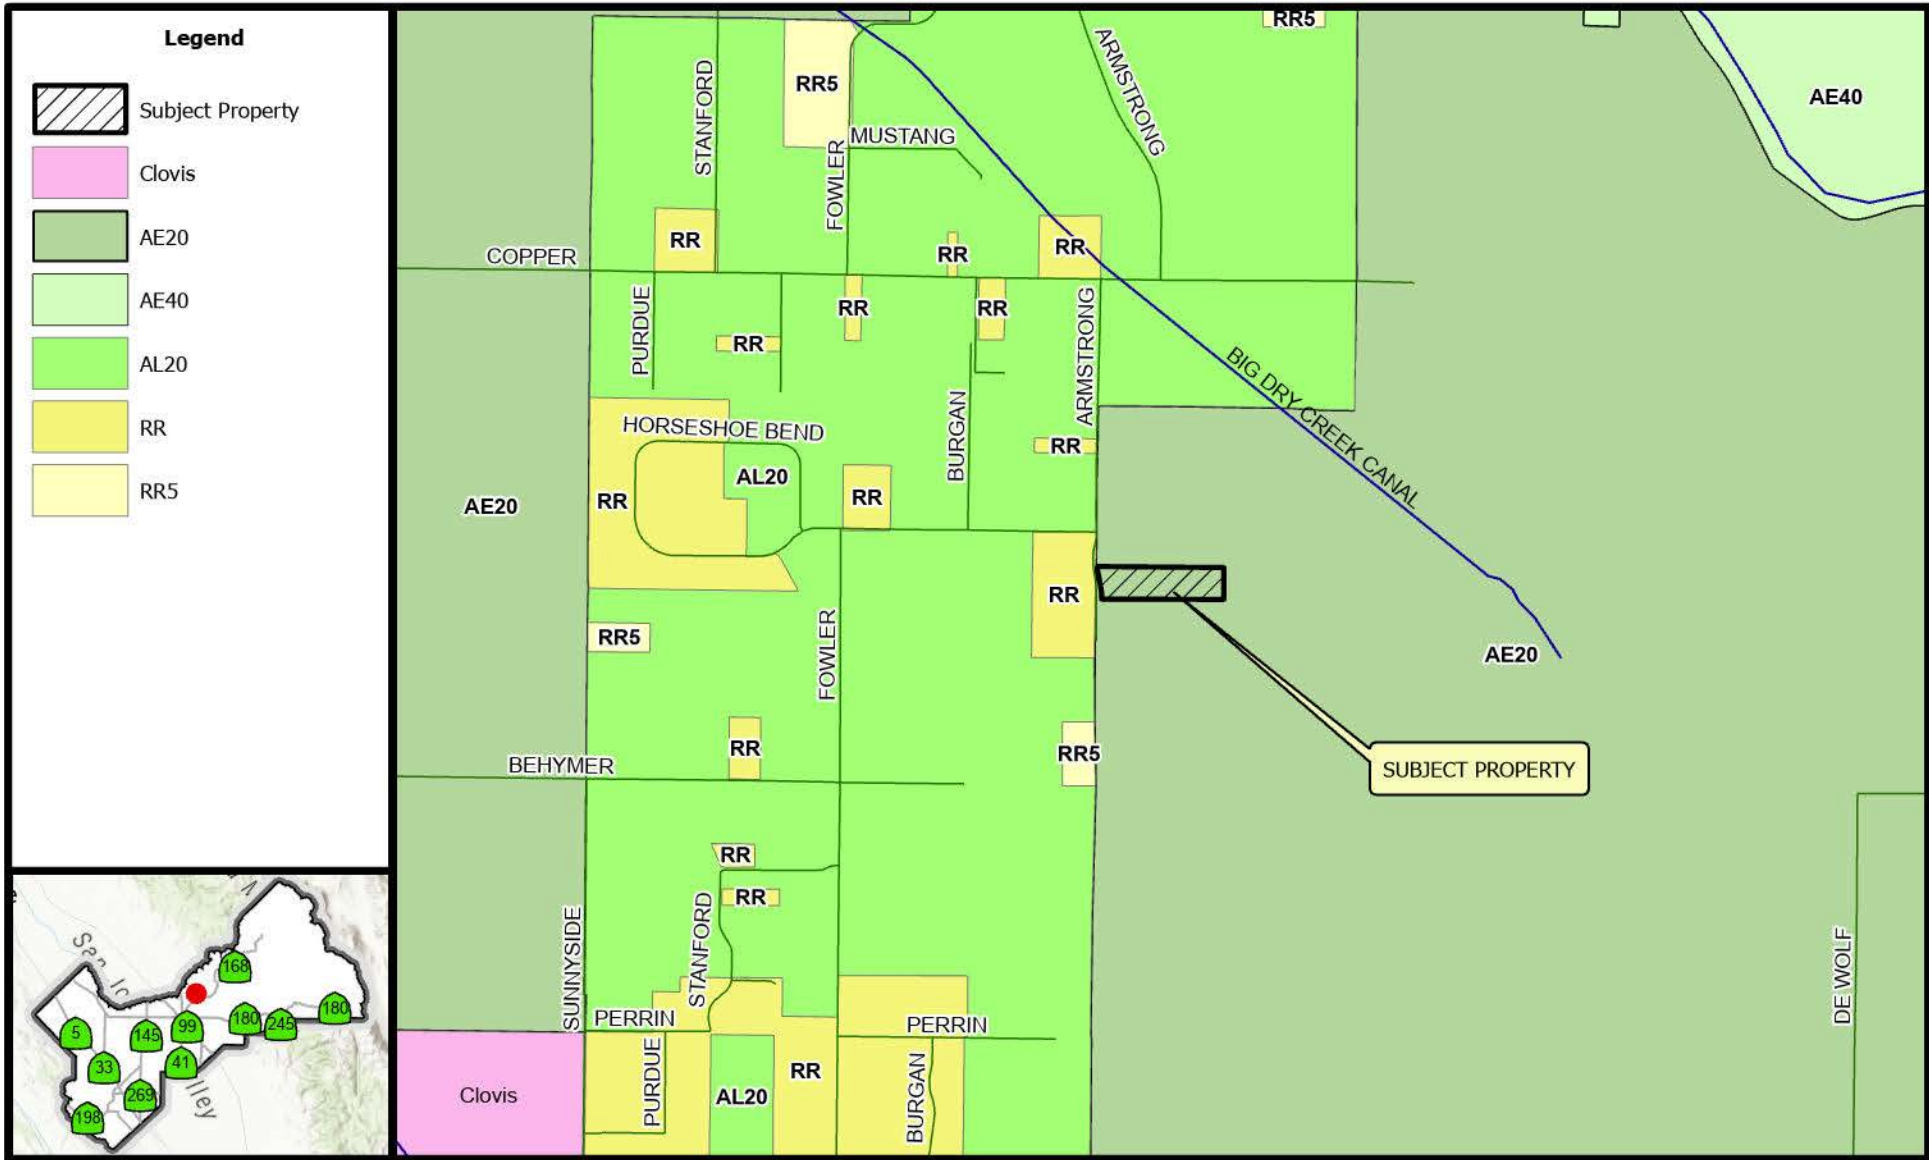 Legend
Subject Property
Clovis
AE20
AE40
AL20
RR
RR5
RR5
RR5
ARMSTRONG
STANFORD
AE40
MUSTANG
FOWLER
RR
RR
RR
COPPER
PURDUE
RR
RR
RR
ARMSTRONG
BIG DRY CREEK CANAL
HORSESHOE BEND
BURGAN
RR
AL20
AE20
RR
RR
RR
RR5
FOWLER
AE20
RR
RR5
BEHYMER
SUBJECT PROPERTY
RR
RR
STANFORD
SUNNYSIDE
DE WOLF
PERRIN
PERRIN
PURDUE
RR
BURGAN
Clovis
AL20
168
180
180
245
5
145
99
33
41
269
198
lley